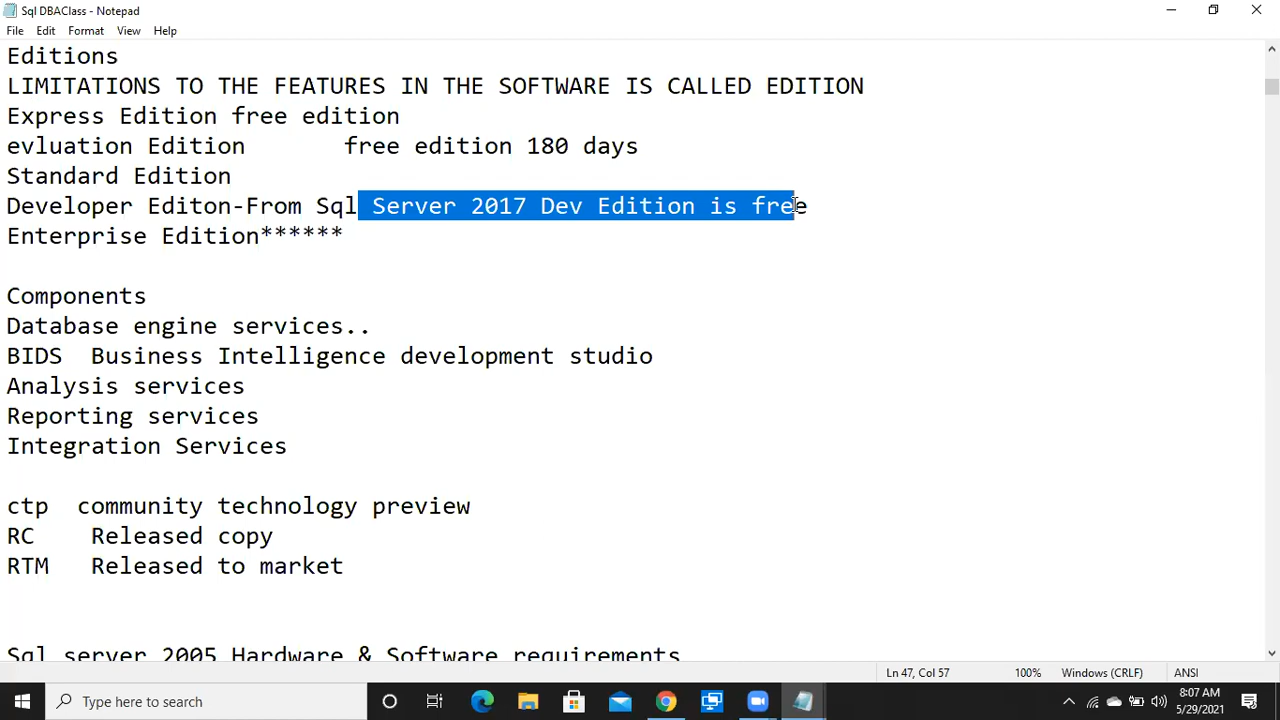 Sql DBAClass - Notepad
File Edit Format View Help
Editions
LIMITATIONS TO THE FEATURES IN THE SOFTWARE IS CALLED EDITION
Express Edition free edition
evluation Edition free edition 180 days
Standard Edition
Developer Editon-From Sql Server 2017 Dev Edition is free
Enterprise Edition******
Components
Database engine services..
BIDS Business Intelligence development studio
Analysis services
Reporting services
Integration Services
ctp community technology preview
RC Released copy
RTM Released to market
Sql server 2005 Hardware & Software requirements
Ln 47, Col 57 100% Windows (CRLF) ANSI
Type here to search
8:07 AM
5/29/2021